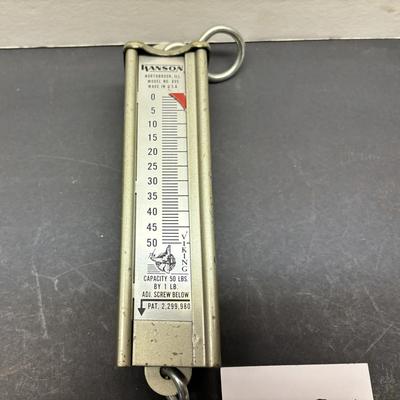 HANSON
NORTHBROOK, ILL.
MODEL NO. 895
MADE IN U.S.A.
0
5
10
15
20
25
30
35
40
45
50
VIKING
CAPACITY 50 LBS.
BY 1 LB.
ADJ. SCREW BELOW
PAT. 2,299,980